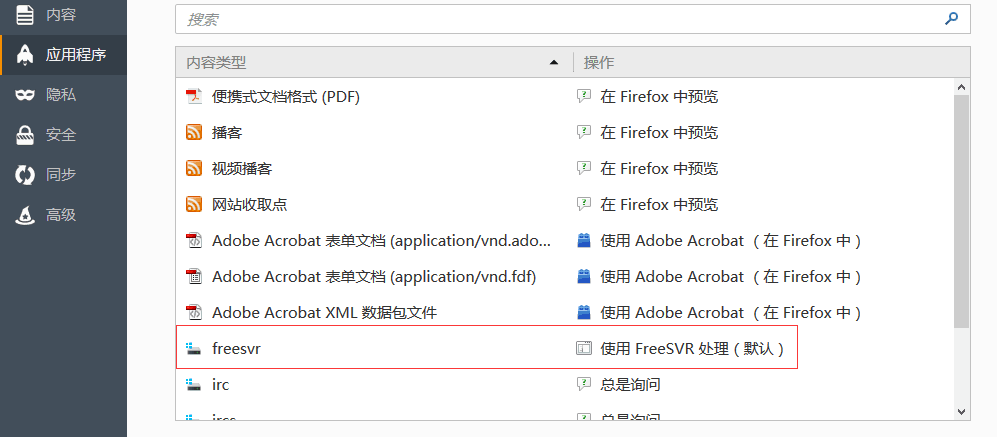 内容
应用程序
隐私
安全
同步
高级
搜索
内容类型 操作
便携式文档格式 (PDF) 在 Firefox 中预览
播客 在 Firefox 中预览
视频播客 在 Firefox 中预览
网站收取点 在 Firefox 中预览
Adobe Acrobat 表单文档 (application/vnd.ado... 使用 Adobe Acrobat （在 Firefox 中）
Adobe Acrobat 表单文档 (application/vnd.fdf) 使用 Adobe Acrobat （在 Firefox 中）
Adobe Acrobat XML 数据包文件 使用 Adobe Acrobat （在 Firefox 中）
freesvr 使用 FreeSVR 处理（默认）
irc 总是询问
ircs 总是询问